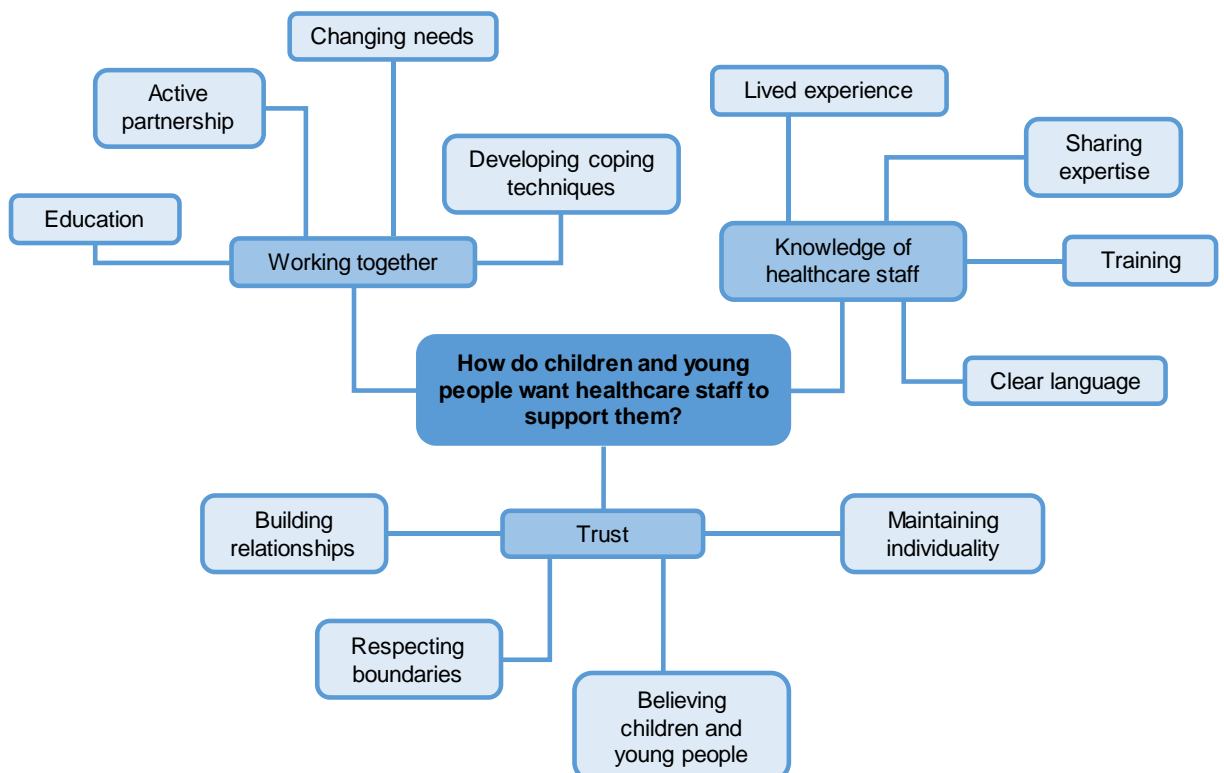 Changing needs
Active
partnership
Developing coping
techniques
Education
Working together
Lived experience
Sharing
expertise
Knowledge of
healthcare staff
Training
Clear language
How do children and young
people want healthcare staff to
support them?
Building
relationships
Trust
Maintaining
individuality
Respecting
boundaries
Believing
children and
young people